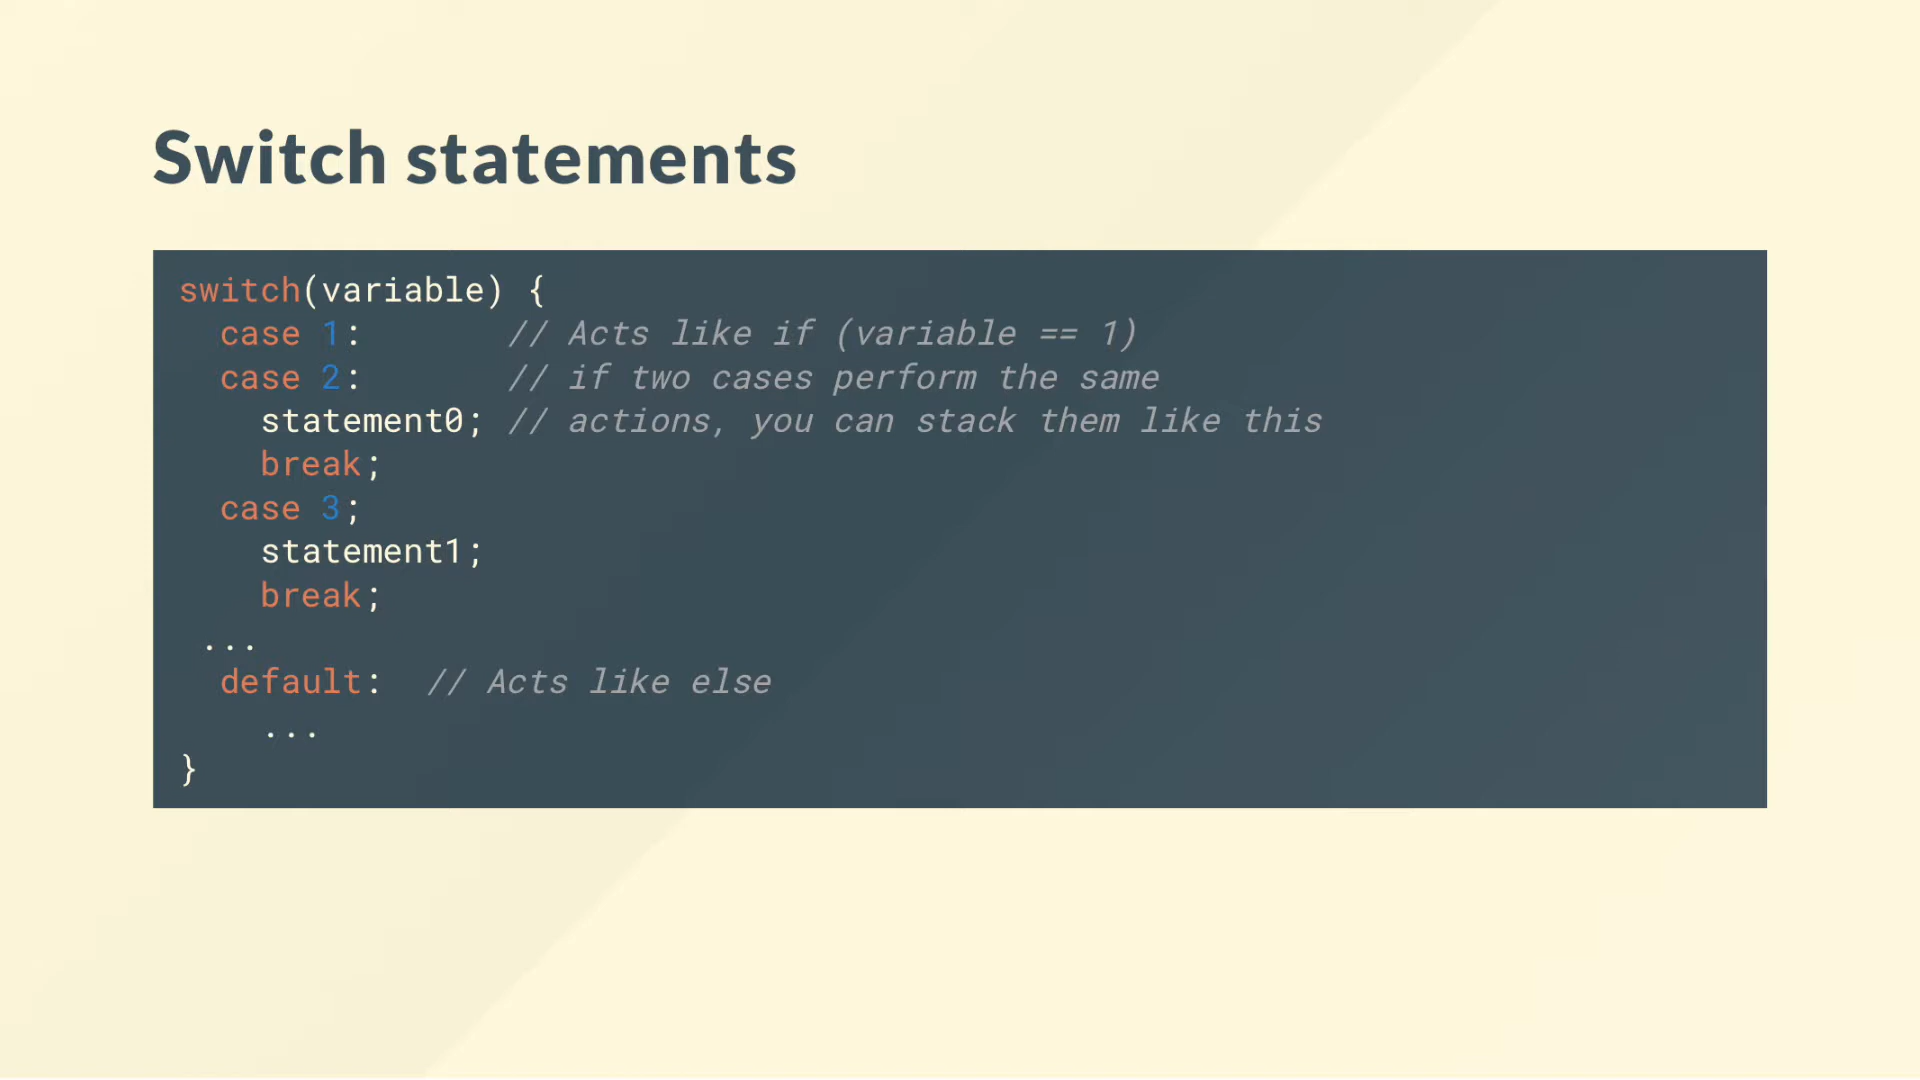 Switch statements
switch(variable) {
  case 1:       // Acts like if (variable == 1)
  case 2:       // if two cases perform the same
    statement0; // actions, you can stack them like this
    break;
  case 3;
    statement1;
    break;
 ...
  default:  // Acts like else
    ...
}